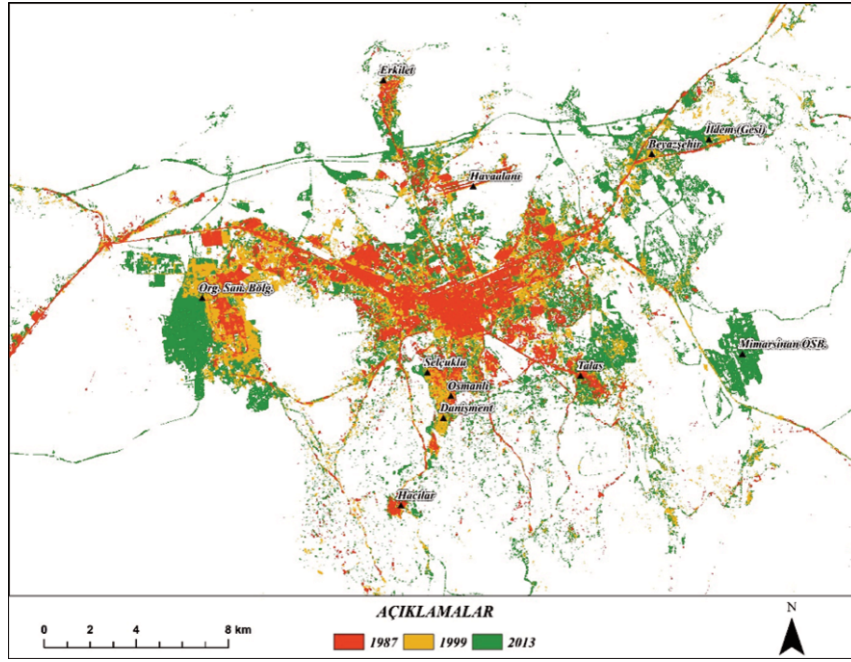 Erkilet
İldem (Gesi)
Beyazşehir
Havaalanı
Org. San. Bölg.
Mimarsinan OSB.
Selçuklu
Talas
Osmanlı
Danişment
Hacılar
AÇIKLAMALAR
N
0 2 4 8 km
1987 1999 2013